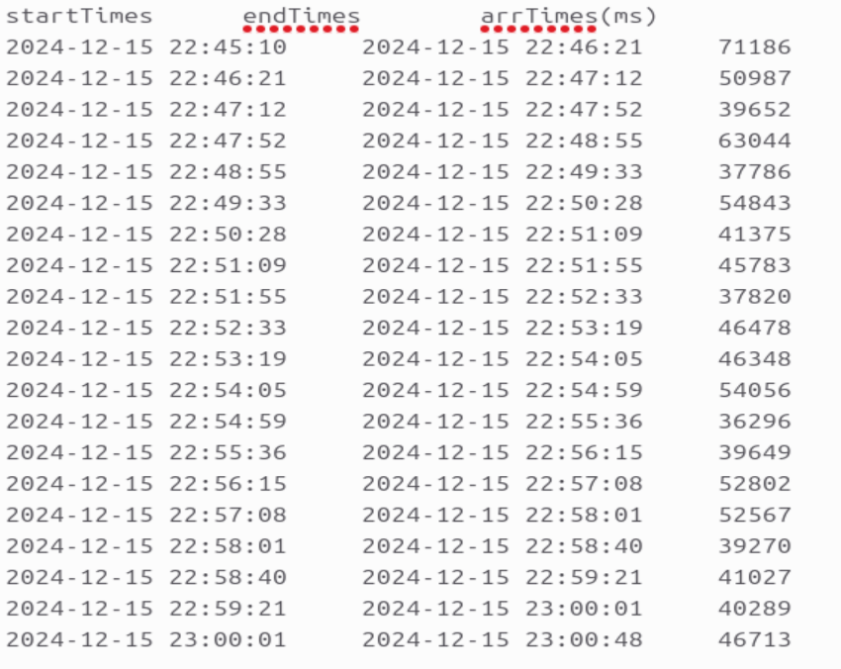 startTimes endTimes arrTimes(ms)
2024-12-15 22:45:10 2024-12-15 22:46:21 71186
2024-12-15 22:46:21 2024-12-15 22:47:12 50987
2024-12-15 22:47:12 2024-12-15 22:47:52 39652
2024-12-15 22:47:52 2024-12-15 22:48:55 63044
2024-12-15 22:48:55 2024-12-15 22:49:33 37786
2024-12-15 22:49:33 2024-12-15 22:50:28 54843
2024-12-15 22:50:28 2024-12-15 22:51:09 41375
2024-12-15 22:51:09 2024-12-15 22:51:55 45783
2024-12-15 22:51:55 2024-12-15 22:52:33 37820
2024-12-15 22:52:33 2024-12-15 22:53:19 46478
2024-12-15 22:53:19 2024-12-15 22:54:05 46348
2024-12-15 22:54:05 2024-12-15 22:54:59 54056
2024-12-15 22:54:59 2024-12-15 22:55:36 36296
2024-12-15 22:55:36 2024-12-15 22:56:15 39649
2024-12-15 22:56:15 2024-12-15 22:57:08 52802
2024-12-15 22:57:08 2024-12-15 22:58:01 52567
2024-12-15 22:58:01 2024-12-15 22:58:40 39270
2024-12-15 22:58:40 2024-12-15 22:59:21 41027
2024-12-15 22:59:21 2024-12-15 23:00:01 40289
2024-12-15 23:00:01 2024-12-15 23:00:48 46713